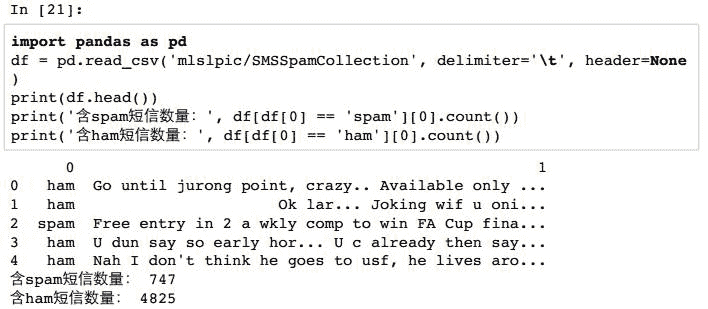 In [21]:
import pandas as pd
df = pd.read_csv('mlslpic/SMSSpamCollection', delimiter='\t', header=None
)
print(df.head())
print('含spam短信数量：', df[df[0] == 'spam'][0].count())
print('含ham短信数量：', df[df[0] == 'ham'][0].count())
0 1
0 ham Go until jurong point, crazy.. Available only ...
1 ham Ok lar... Joking wif u oni...
2 spam Free entry in 2 a wkly comp to win FA Cup fina...
3 ham U dun say so early hor... U c already then say...
4 ham Nah I don't think he goes to usf, he lives aro...
含spam短信数量： 747
含ham短信数量： 4825